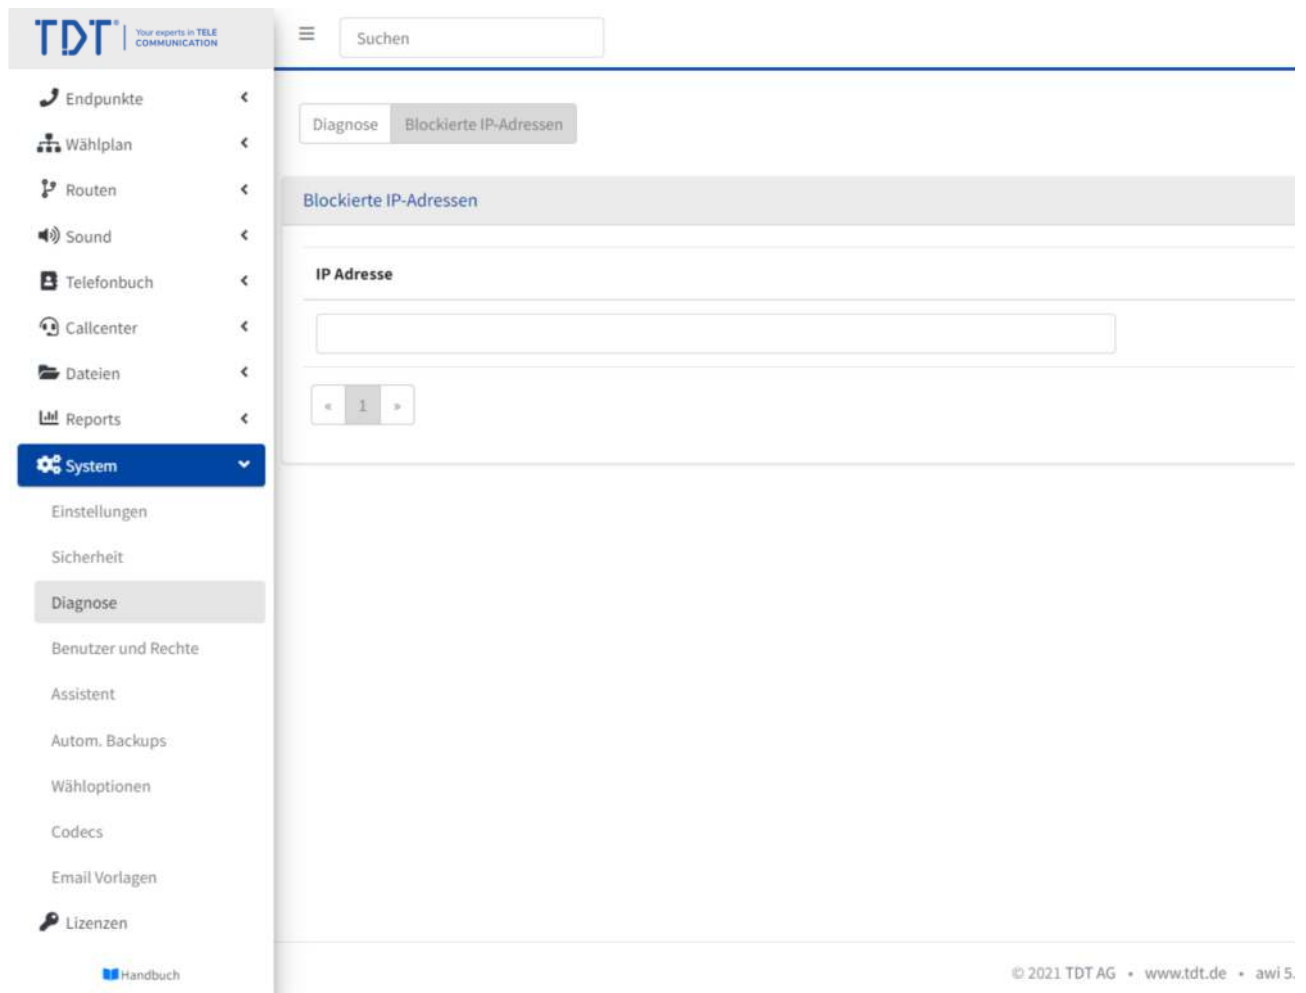 TDT
Your experts in TELE
COMMUNICATION
Suchen
Endpunkte
Wählplan
Routen
Sound
Telefonbuch
Callcenter
Dateien
Reports
System
Einstellungen
Sicherheit
Diagnose
Benutzer und Rechte
Assistent
Autom. Backups
Wähloptionen
Codecs
Email Vorlagen
Lizenzen
Handbuch
Diagnose Blockierte IP-Adressen
Blockierte IP-Adressen
IP Adresse
« 1 »
© 2021 TDT AG • www.tdt.de • awi 5.